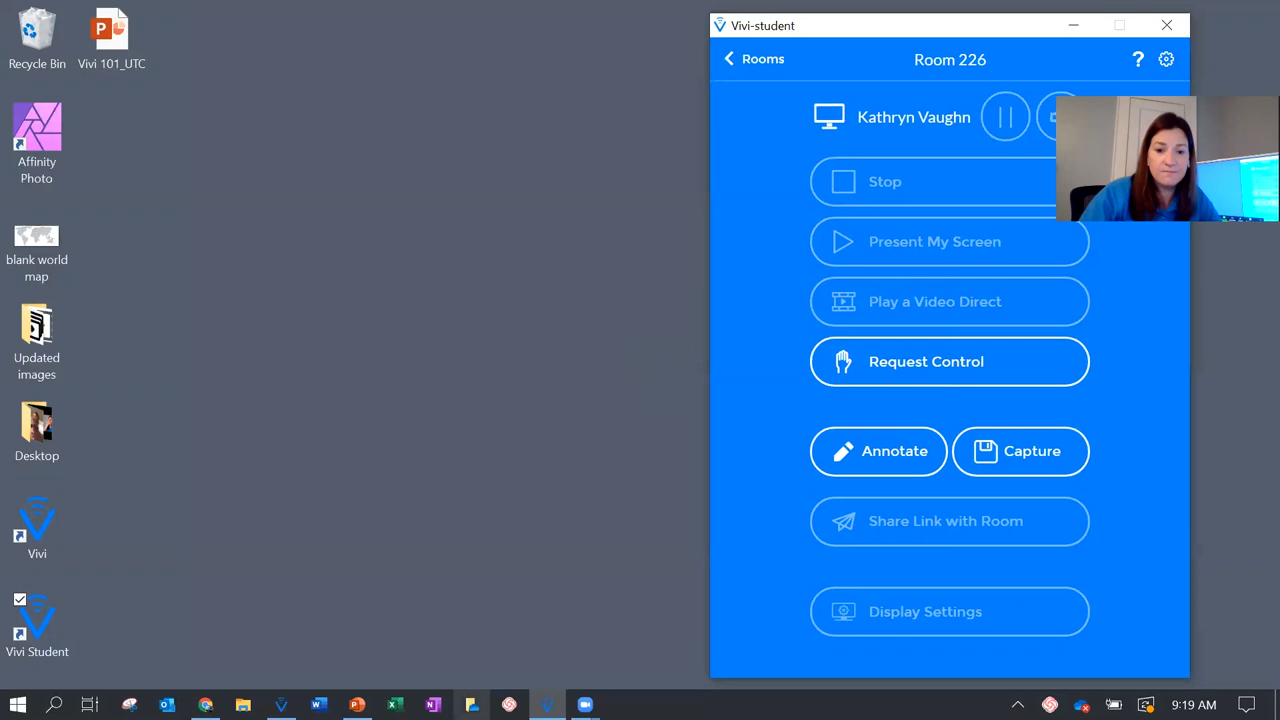 Recycle Bin
Vivi 101_UTC
Affinity
Photo
blank world
map
Updated
images
Desktop
Vivi
Vivi Student
Vivi-student
Rooms
Room 226
?
Kathryn Vaughn
Stop
Present My Screen
Play a Video Direct
Request Control
Annotate
Capture
Share Link with Room
Display Settings
9:19 AM